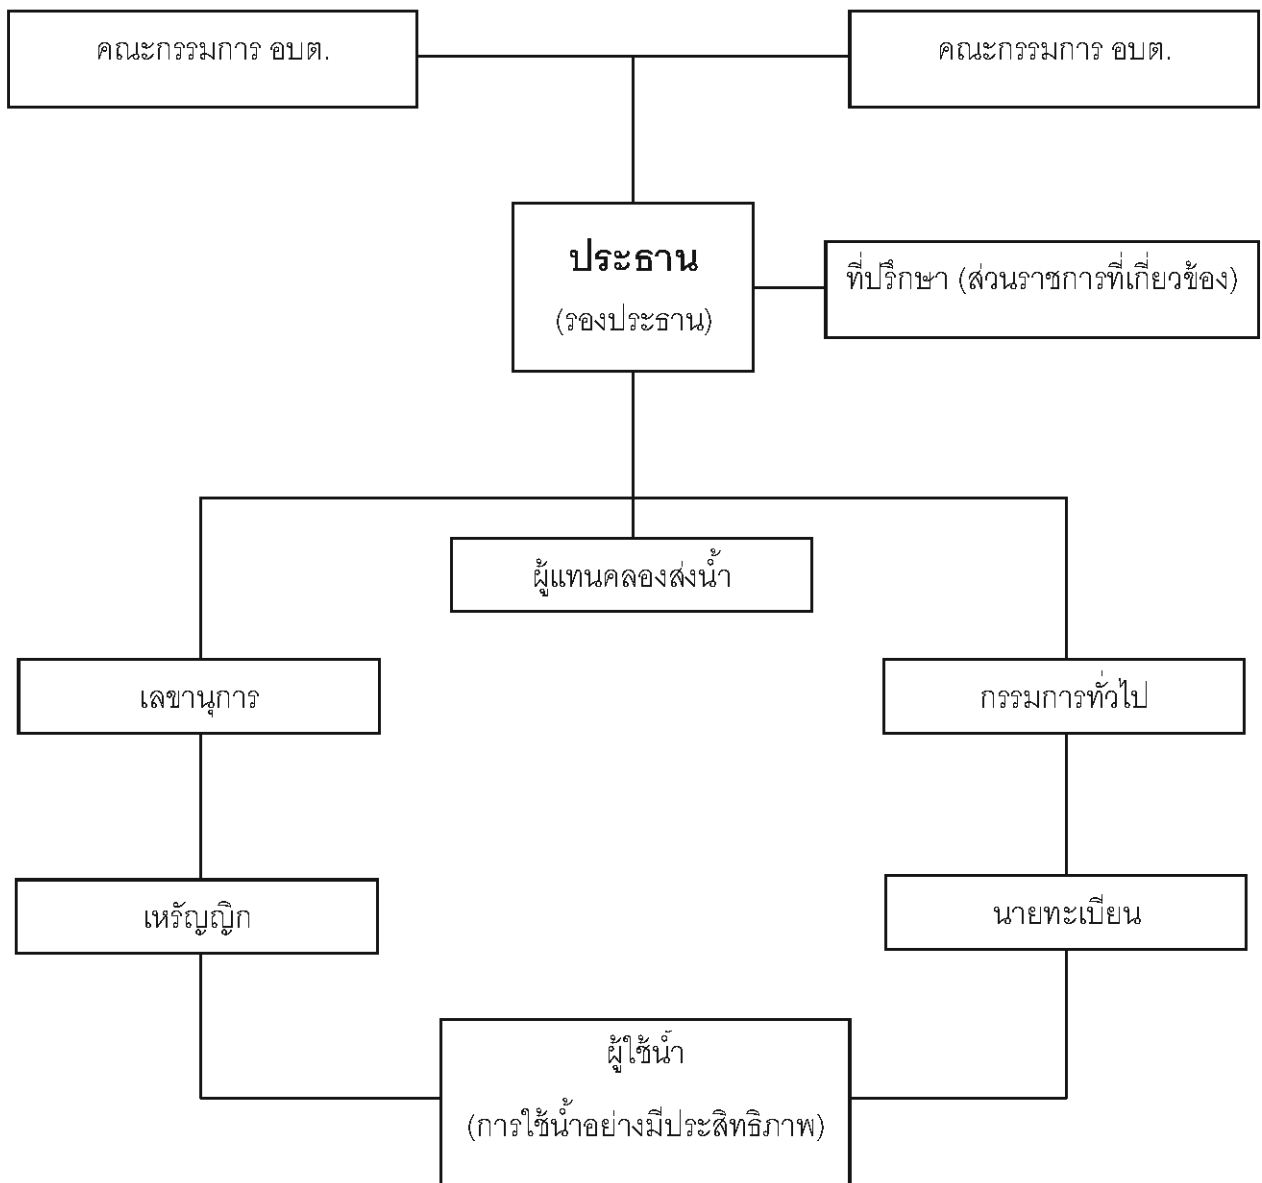 คณะกรรมการ อบต.
คณะกรรมการ อบต.
ประธาน
(รองประธาน)
ที่ปรึกษา (ส่วนราชการที่เกี่ยวข้อง)
ผู้แทนคลองส่งน้ำ
เลขานุการ
กรรมการทั่วไป
เหรัญญิก
นายทะเบียน
ผู้ใช้น้ำ
(การใช้น้ำอย่างมีประสิทธิภาพ)